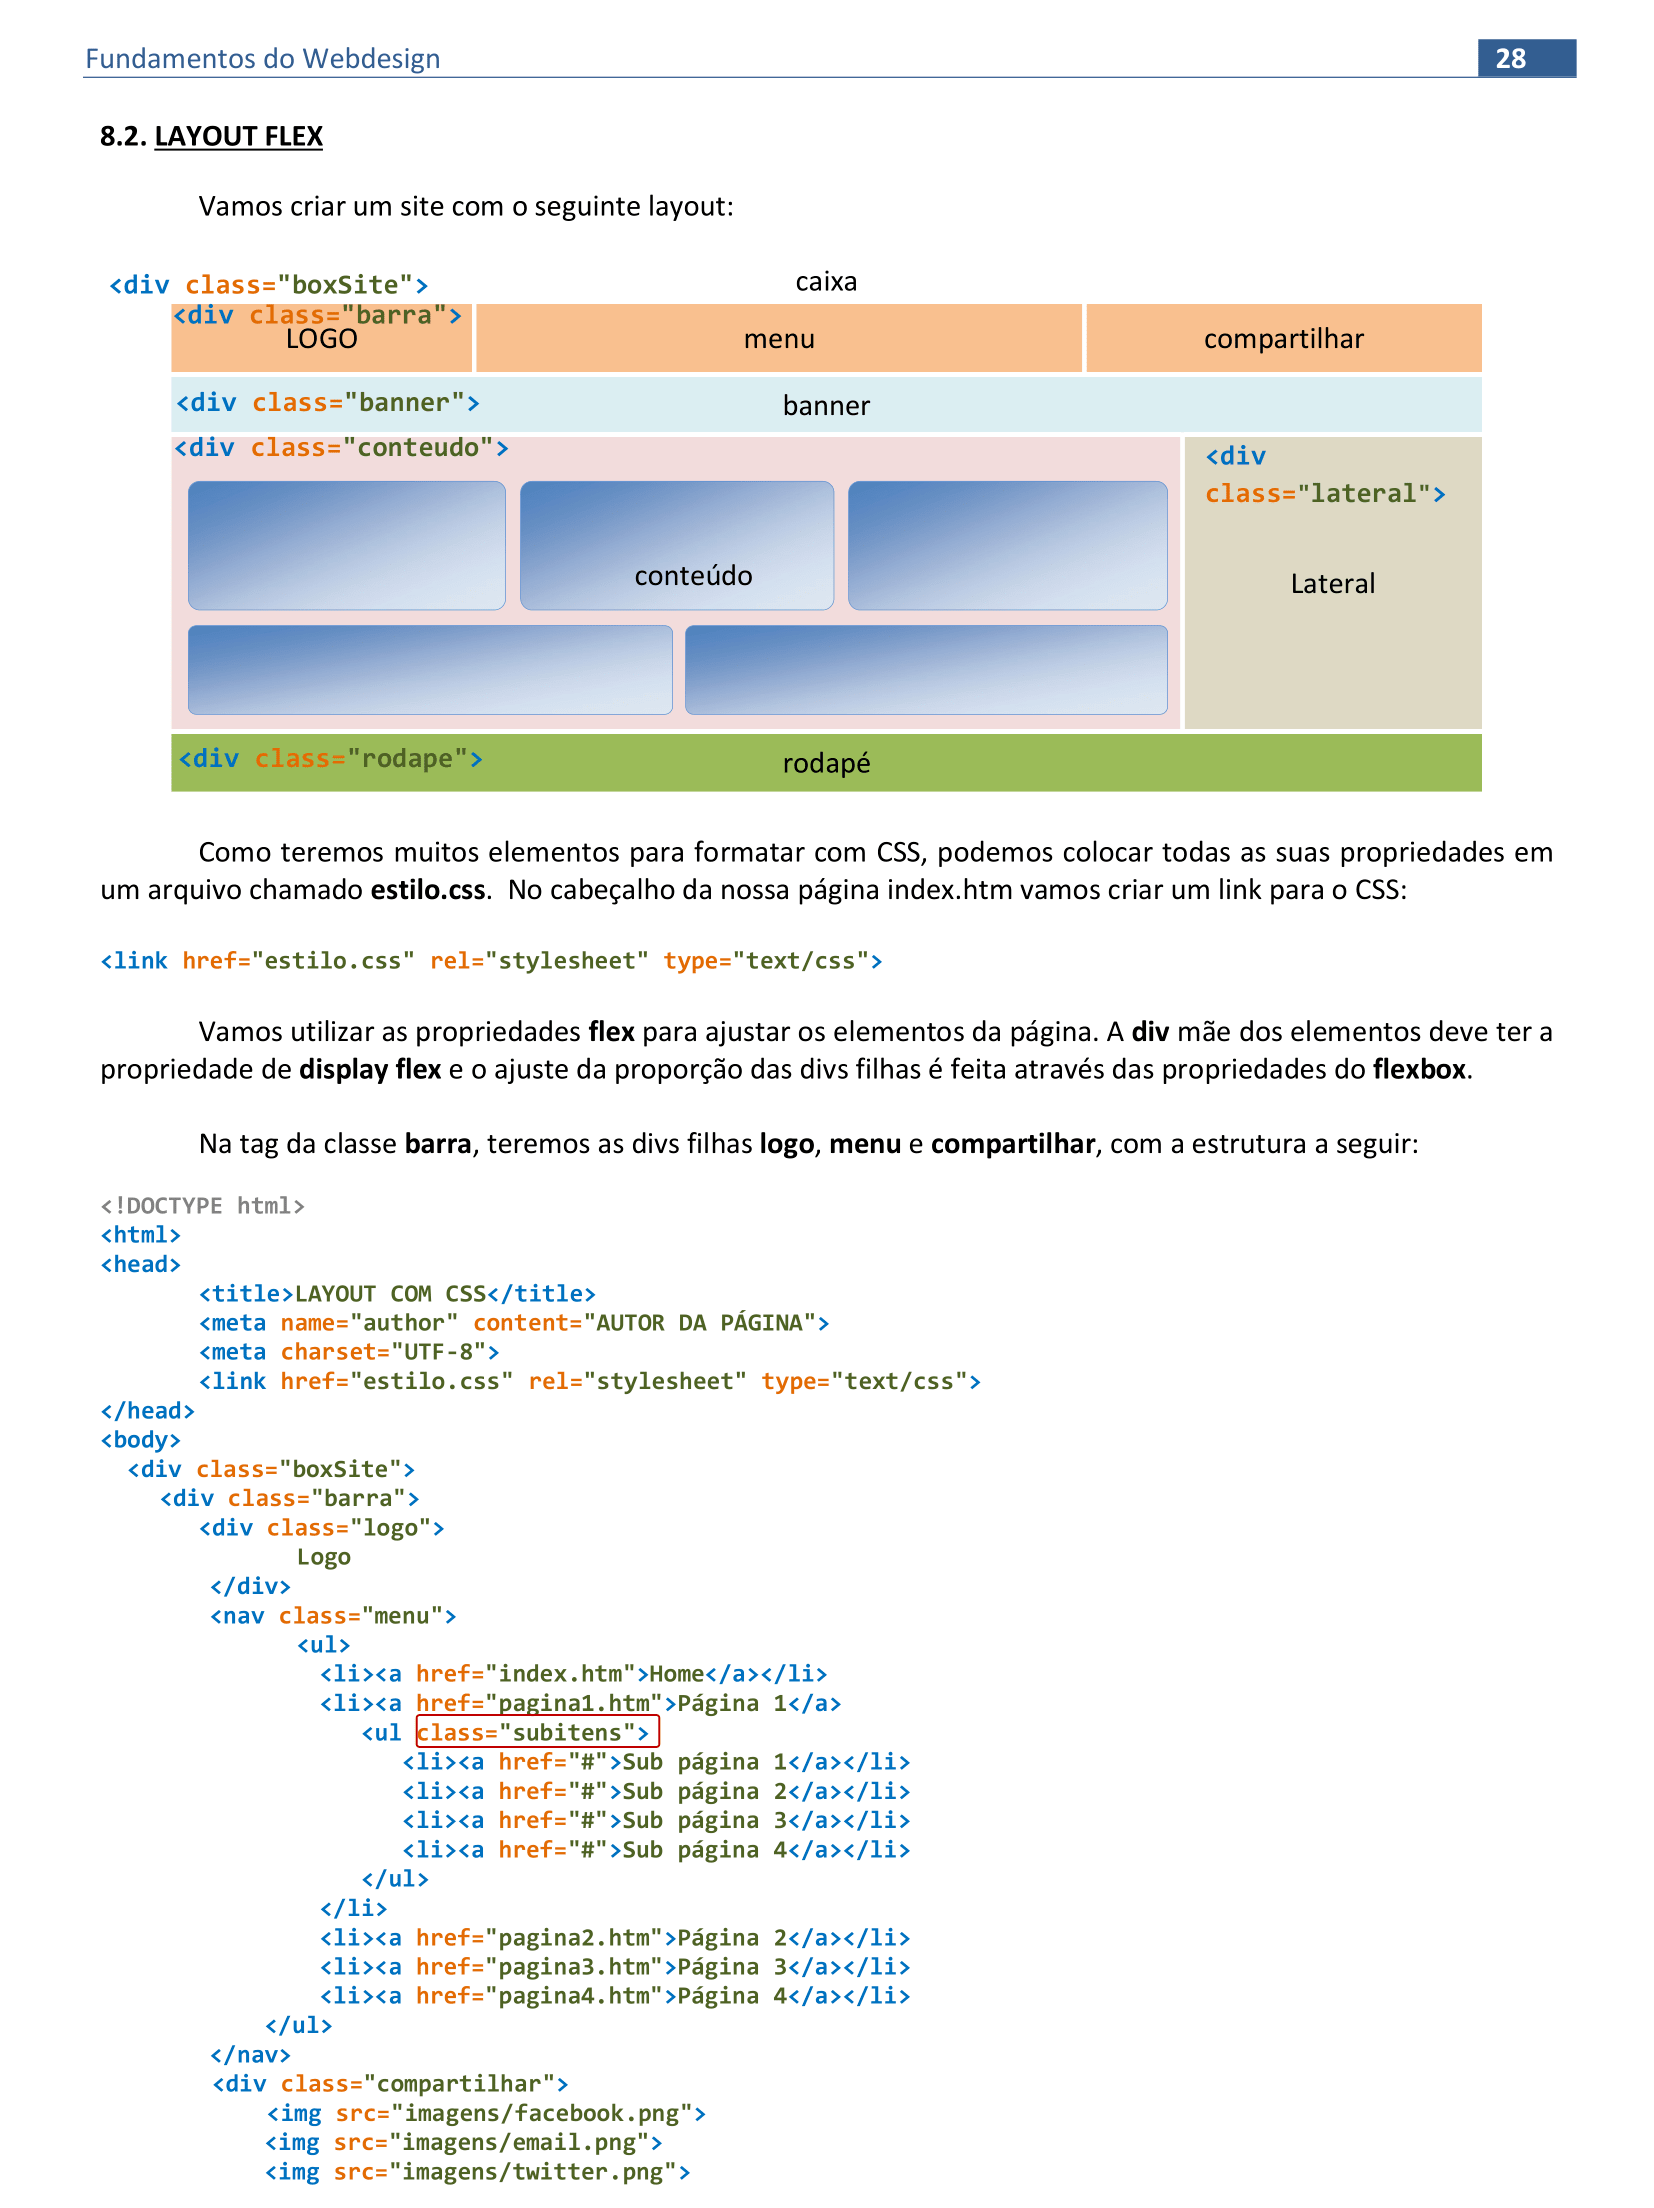 Fundamentos do Webdesign 28
8.2. LAYOUT FLEX
Vamos criar um site com o seguinte layout:
<div class="boxSite"> caixa
<div class="barra">
LOGO menu compartilhar
<div class="banner"> banner
<div class="conteudo">
<div
class="lateral">
conteúdo
Lateral
<div class="rodape"> rodapé
Como teremos muitos elementos para formatar com CSS, podemos colocar todas as suas propriedades em
um arquivo chamado estilo.css. No cabeçalho da nossa página index.htm vamos criar um link para o CSS:
<link href="estilo.css" rel="stylesheet" type="text/css">
Vamos utilizar as propriedades flex para ajustar os elementos da página. A div mãe dos elementos deve ter a
propriedade de display flex e o ajuste da proporção das divs filhas é feita através das propriedades do flexbox.
Na tag da classe barra, teremos as divs filhas logo, menu e compartilhar, com a estrutura a seguir:
<!DOCTYPE html>
<html>
<head>
<title>LAYOUT COM CSS</title>
<meta name="author" content="AUTOR DA PÁGINA">
<meta charset="UTF-8">
<link href="estilo.css" rel="stylesheet" type="text/css">
</head>
<body>
<div class="boxSite">
<div class="barra">
<div class="logo">
Logo
</div>
<nav class="menu">
<ul>
<li><a href="index.htm">Home</a></li>
<li><a href="pagina1.htm">Página 1</a>
<ul class="subitens">
<li><a href="#">Sub página 1</a></li>
<li><a href="#">Sub página 2</a></li>
<li><a href="#">Sub página 3</a></li>
<li><a href="#">Sub página 4</a></li>
</ul>
</li>
<li><a href="pagina2.htm">Página 2</a></li>
<li><a href="pagina3.htm">Página 3</a></li>
<li><a href="pagina4.htm">Página 4</a></li>
</ul>
</nav>
<div class="compartilhar">
<img src="imagens/facebook.png">
<img src="imagens/email.png">
<img src="imagens/twitter.png">